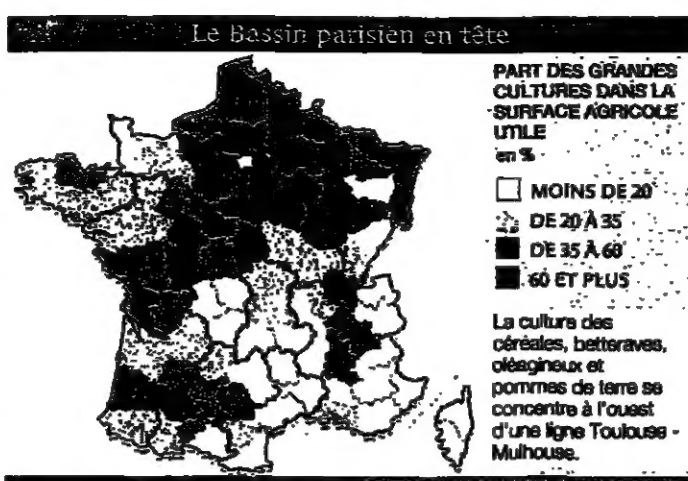 Le Bassin parisien en tête
PART DES GRANDES
CULTURES DANS LA
SURFACE AGRICOLE
UTILE
en %
MOINS DE 20
DE 20 À 35
DE 35 À 60
60 ET PLUS
La culture des
céréales, betteraves,
oléagineux et
pommes de terre se
concentre à l'ouest
d'une ligne Toulouse -
Mulhouse.